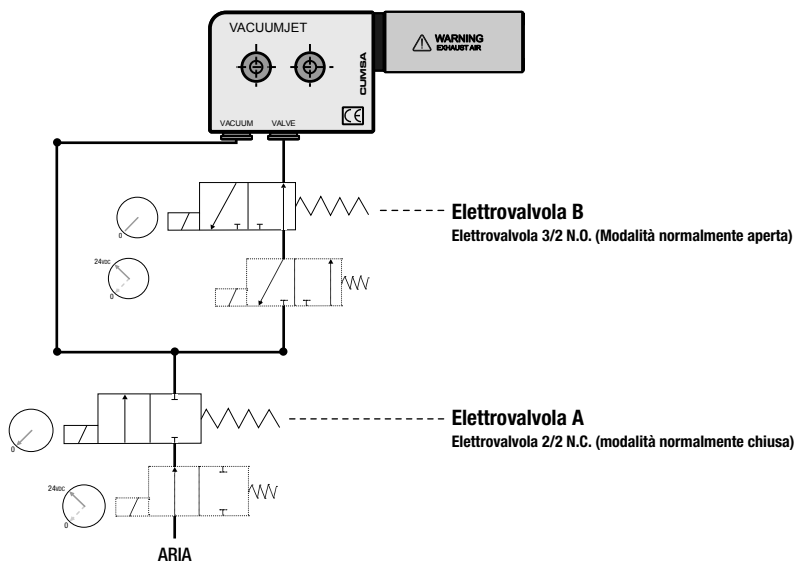 VACUUMJET
WARNING
EXHAUST AIR
CUMSA
CE
VACUUM VALVE
0
Elettrovalvola B
Elettrovalvola 3/2 N.O. (Modalità normalmente aperta)
24VDC
0
Elettrovalvola A
Elettrovalvola 2/2 N.C. (modalità normalmente chiusa)
0
24VDC
0
ARIA